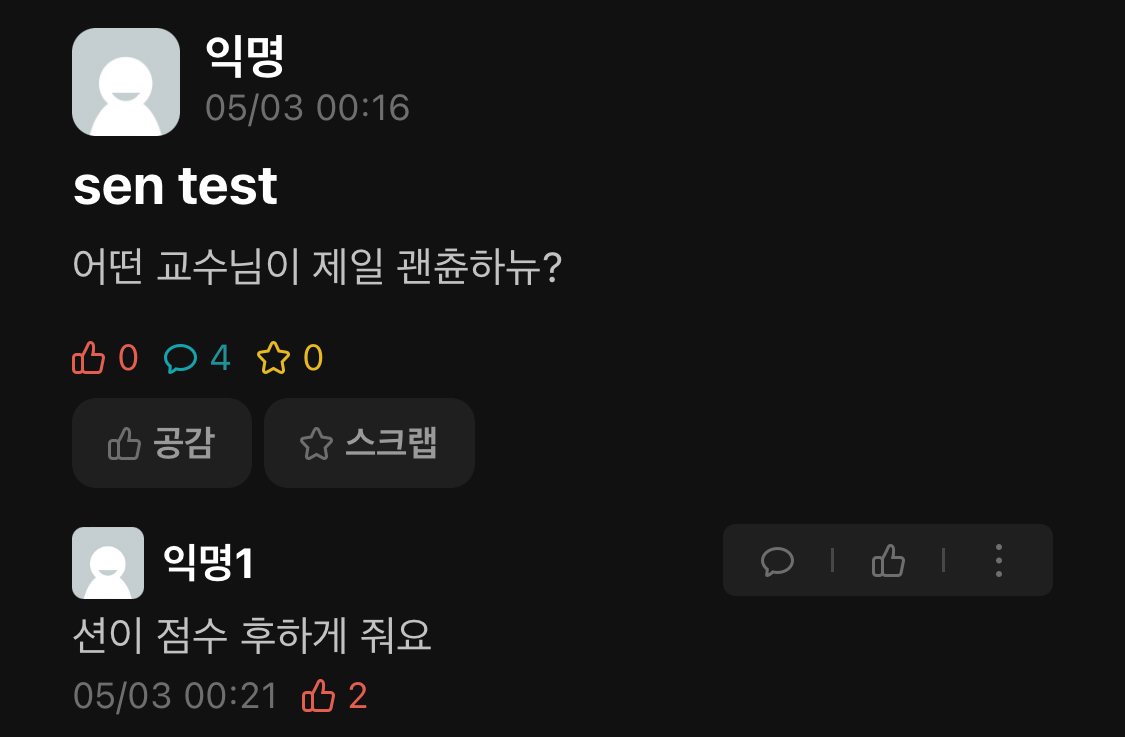 익명
05/03 00:16
sen test
어떤 교수님이 제일 괜츈하뉴?
0 4 0
공감 스크랩
익명1
션이 점수 후하게 줘요
05/03 00:21 2